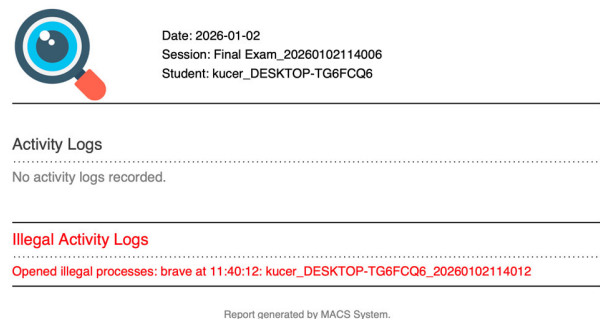 Date: 2026-01-02
Session: Final Exam_20260102114006
Student: kucer_DESKTOP-TG6FCQ6
Activity Logs
No activity logs recorded.
Illegal Activity Logs
Opened illegal processes: brave at 11:40:12: kucer_DESKTOP-TG6FCQ6_20260102114012
Report generated by MACS System.